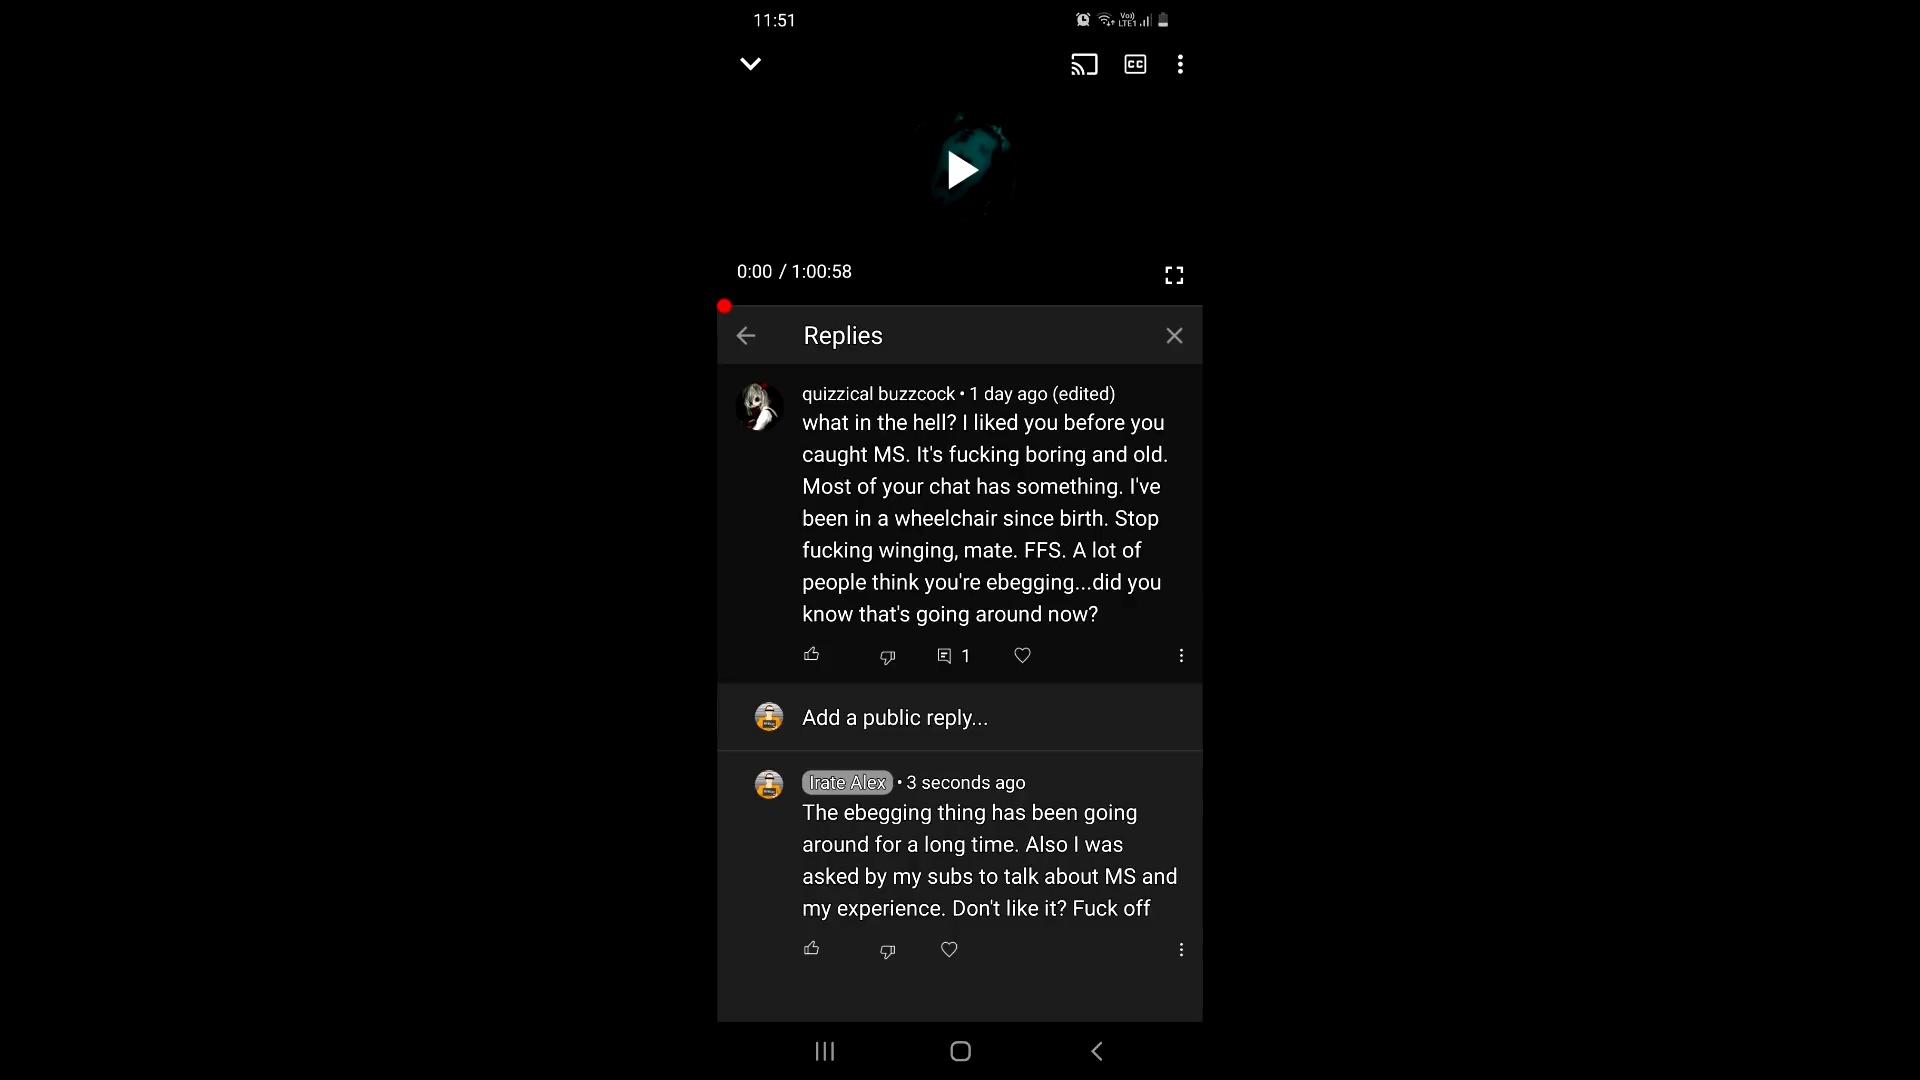 11:51
Vo))
LTE1
CC
0:00 / 1:00:58
Replies
quizzical buzzcock • 1 day ago (edited)
what in the hell? I liked you before you
caught MS. It's fucking boring and old.
Most of your chat has something. I've
been in a wheelchair since birth. Stop
fucking winging, mate. FFS. A lot of
people think you're ebegging...did you
know that's going around now?
1
Add a public reply...
Irate Alex • 3 seconds ago
The ebegging thing has been going
around for a long time. Also I was
asked by my subs to talk about MS and
my experience. Don't like it? Fuck off